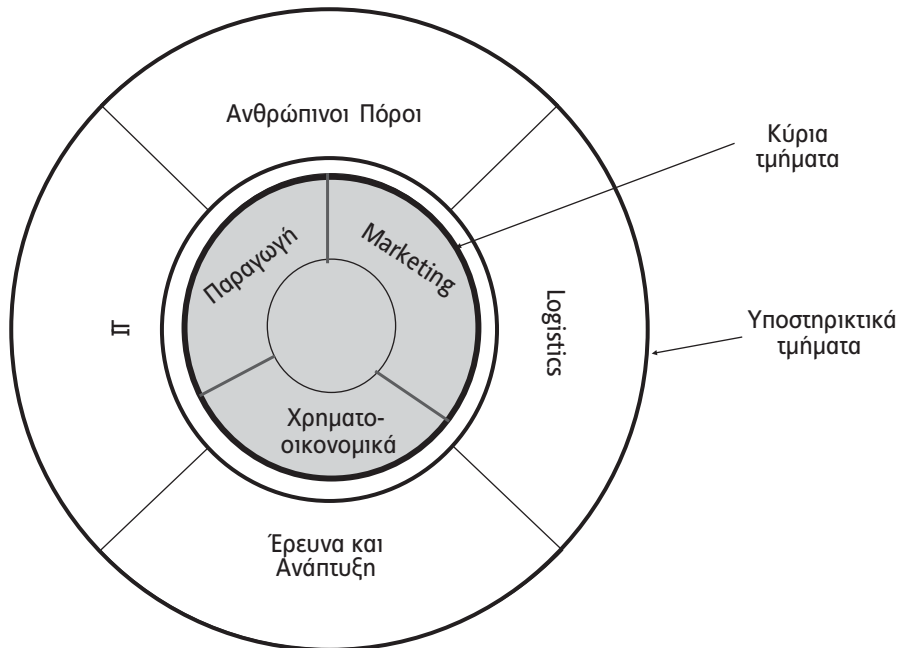 Ανθρώπινοι Πόροι
Κύρια
τμήματα
Παραγωγή
Marketing
IT
Logistics
Υποστηρικτικά
τμήματα
Χρηματο-
οικονομικά
Έρευνα και
Ανάπτυξη